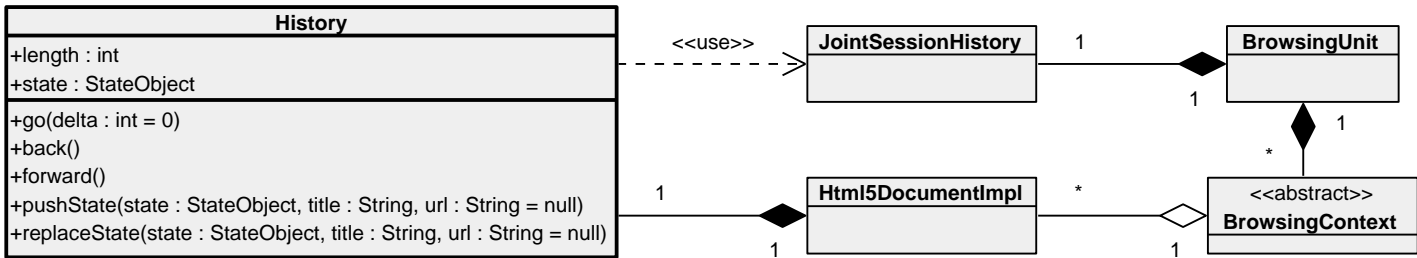 History
+length : int
+state : StateObject
+go(delta : int = 0)
+back()
+forward()
+pushState(state : StateObject, title : String, url : String = null)
+replaceState(state : StateObject, title : String, url : String = null)
<<use>>
JointSessionHistory
1
1
BrowsingUnit
1
*
1
Html5DocumentImpl
1
*
1
<<abstract>>
BrowsingContext